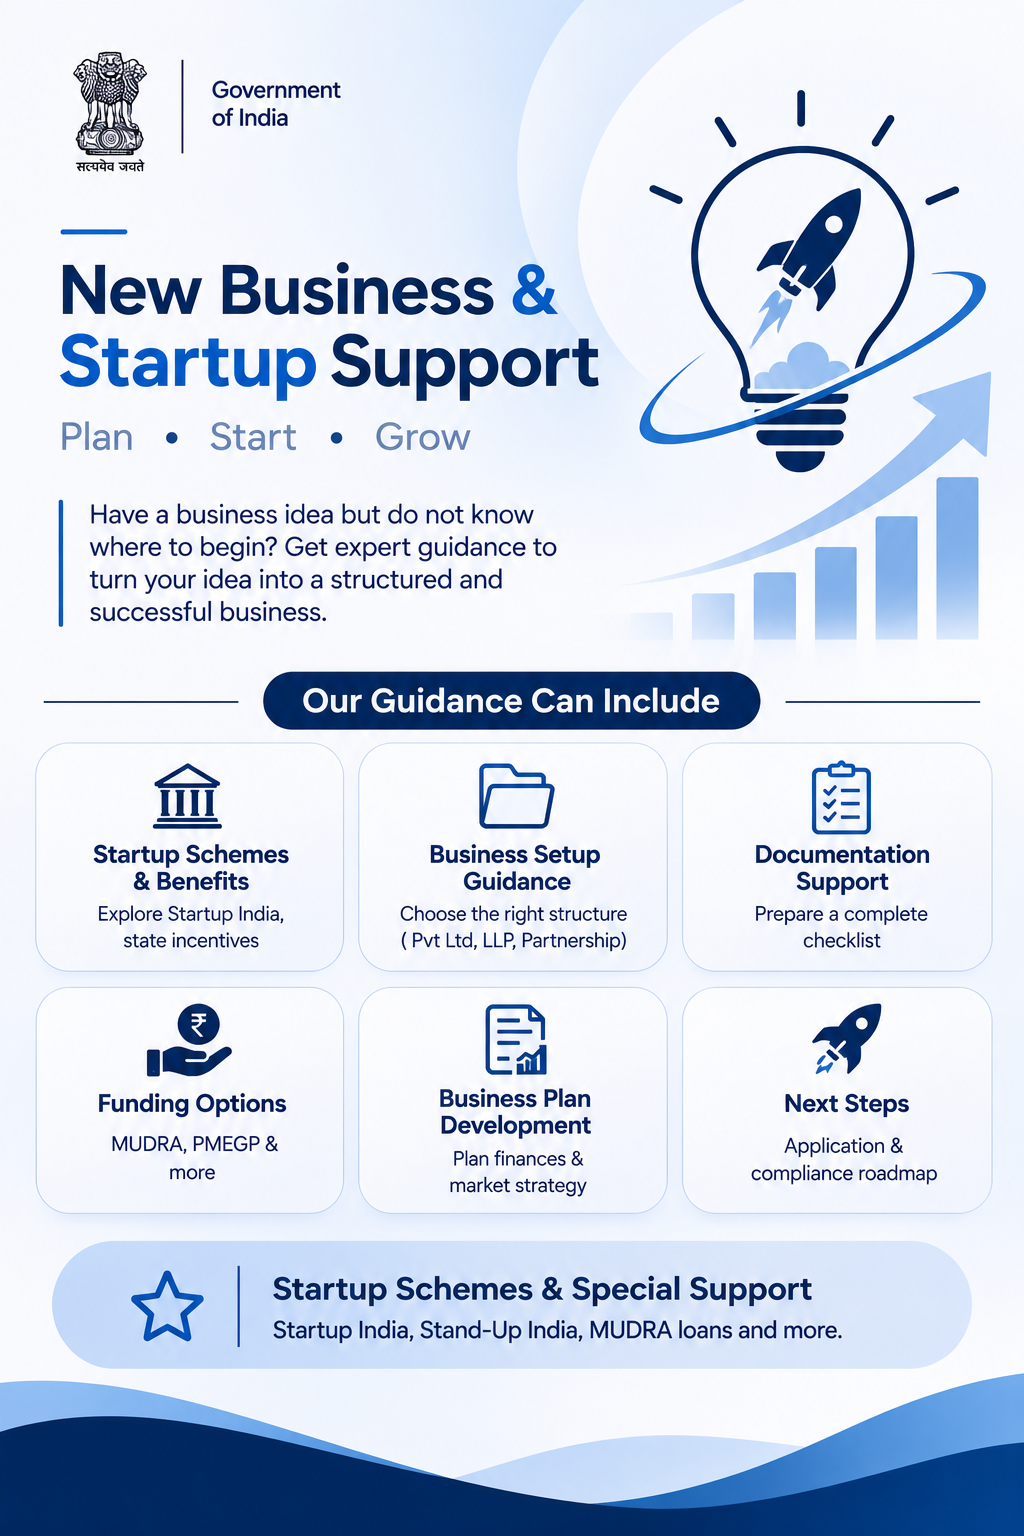 सत्यमेव जयते
Government
of India
New Business &
Startup Support
Plan • Start • Grow
Have a business idea but do not know
where to begin? Get expert guidance to
turn your idea into a structured and
successful business.
Our Guidance Can Include
Startup Schemes
& Benefits
Explore Startup India,
state incentives
Business Setup
Guidance
Choose the right structure
( Pvt Ltd, LLP, Partnership)
Documentation
Support
Prepare a complete
checklist
₹
Funding Options
MUDRA, PMEGP &
more
Business Plan
Development
Plan finances &
market strategy
Next Steps
Application &
compliance roadmap
Startup Schemes & Special Support
Startup India, Stand-Up India, MUDRA loans and more.